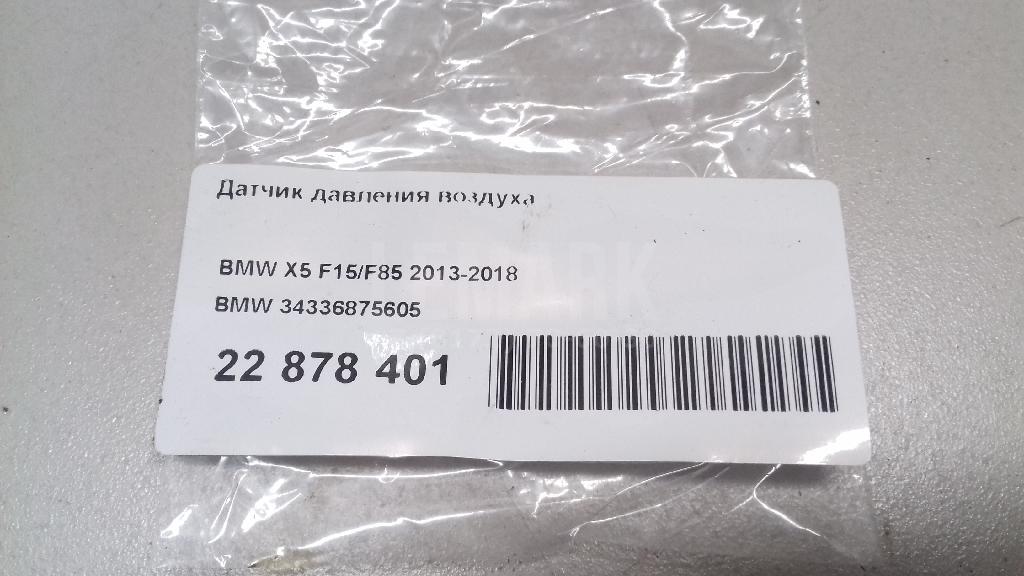 Датчик давления воздуха
BMW X5 F15/F85 2013-2018
BMW 34336875605
22 878 401